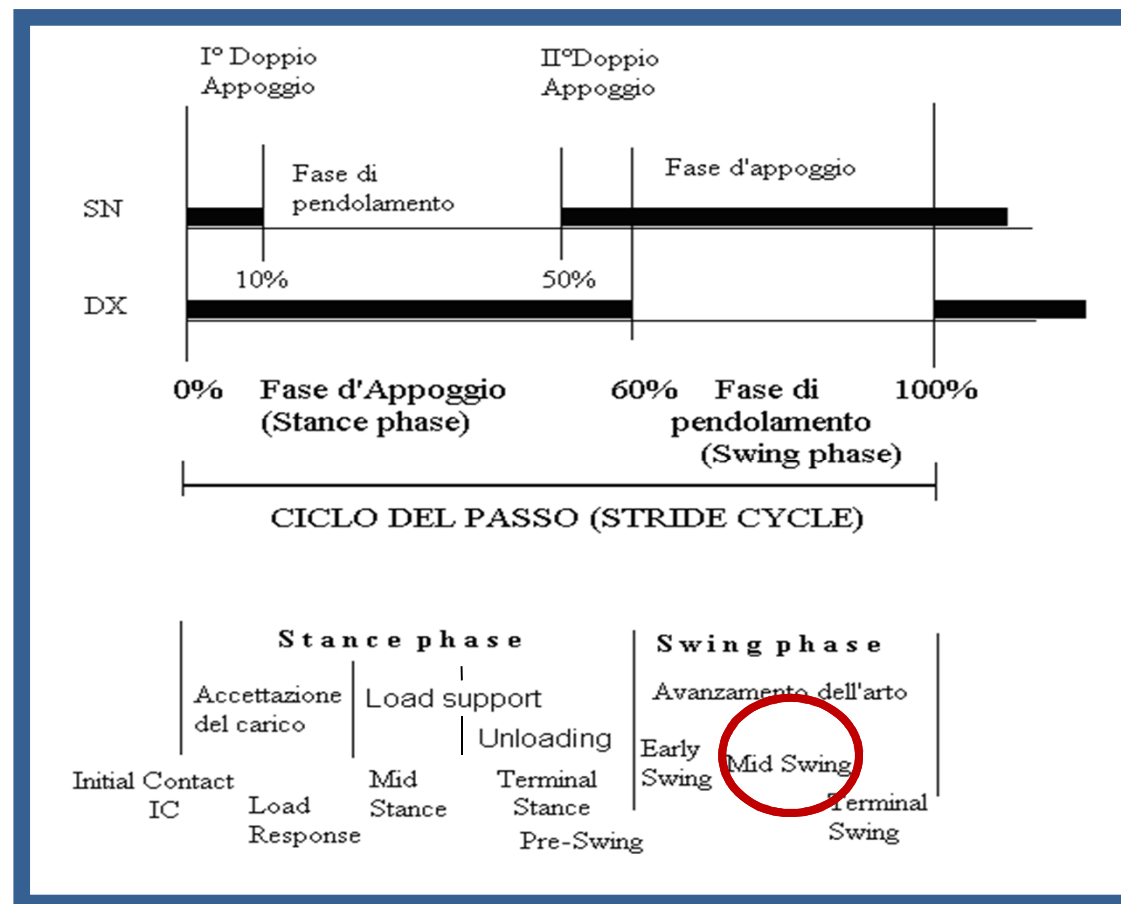 I° Doppio
Appoggio
II°Doppio
Appoggio
Fase di
pendolamento
Fase d'appoggio
SN
10%
50%
DX
0%
Fase d'Appoggio
(Stance phase)
60%
Fase di
pendolamento
(Swing phase)
100%
CICLO DEL PASSO (STRIDE CYCLE)
Stance phase
Swing phase
Accettazione
del carico
Load support
Unloading
Avanzamento dell'arto
Initial Contact
IC
Load
Response
Mid
Stance
Terminal
Stance
Pre-Swing
Early
Swing
Mid Swing
Terminal
Swing